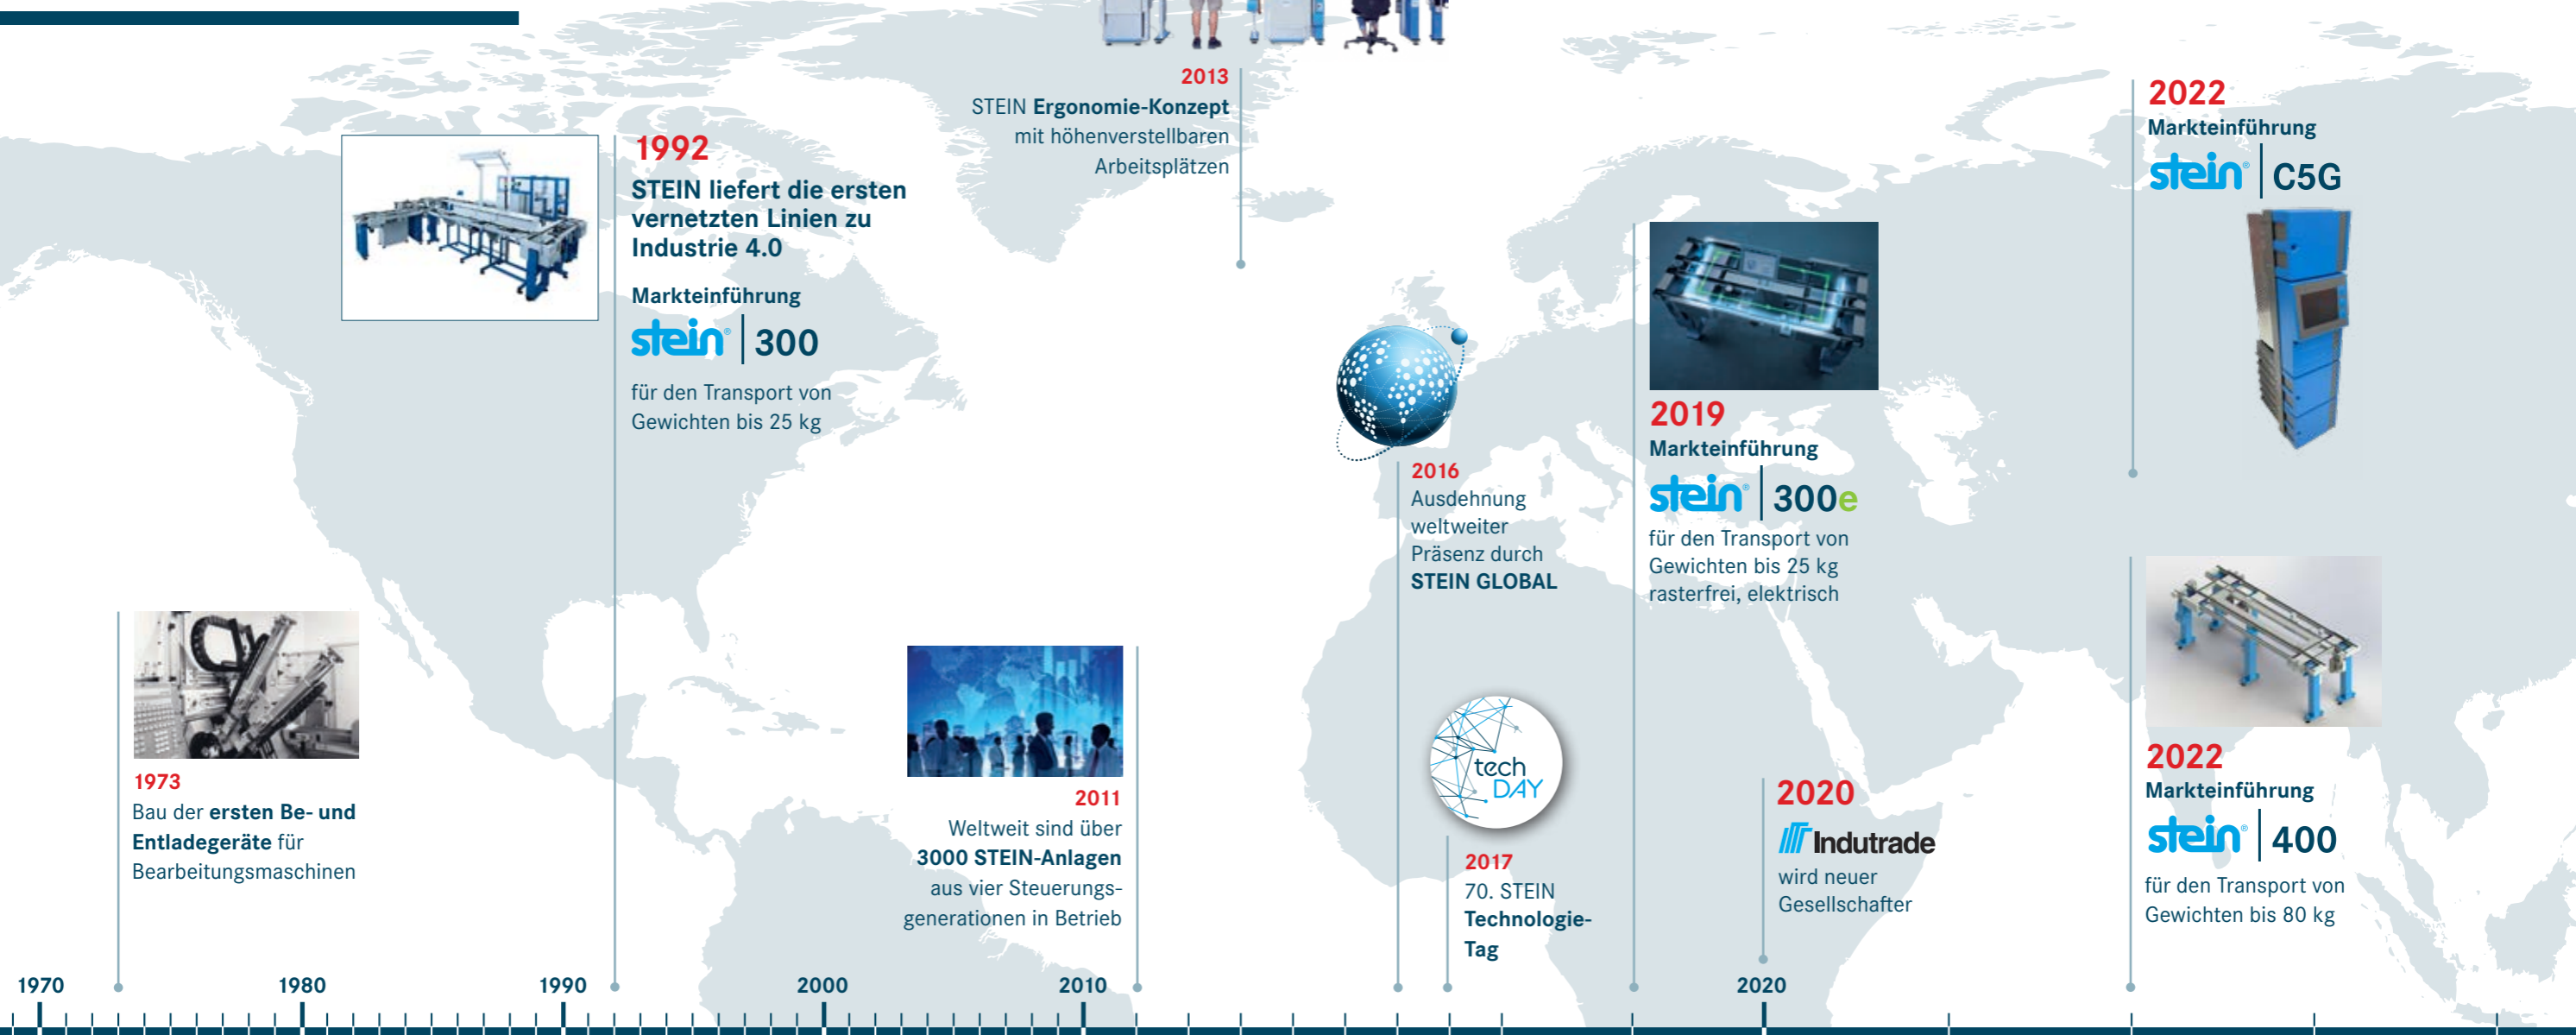 2013
STEIN Ergonomie-Konzept
mit höhenverstellbaren
Arbeitsplätzen
1992
STEIN liefert die ersten
vernetzten Linien zu
Industrie 4.0
Markteinführung
stein® | 300
für den Transport von
Gewichten bis 25 kg
2022
Markteinführung
stein® | C5G
2016
Ausdehnung
weltweiter
Präsenz durch
STEIN GLOBAL
2019
Markteinführung
stein® | 300e
für den Transport von
Gewichten bis 25 kg
rasterfrei, elektrisch
1973
Bau der ersten Be- und
Entladegeräte für
Bearbeitungsmaschinen
2011
Weltweit sind über
3000 STEIN-Anlagen
aus vier Steuerungs-
generationen in Betrieb
tech
DAY
2017
70. STEIN
Technologie-
Tag
2020
Indutrade
wird neuer
Gesellschafter
2022
Markteinführung
stein® | 400
für den Transport von
Gewichten bis 80 kg
1970 1980 1990 2000 2010 2020